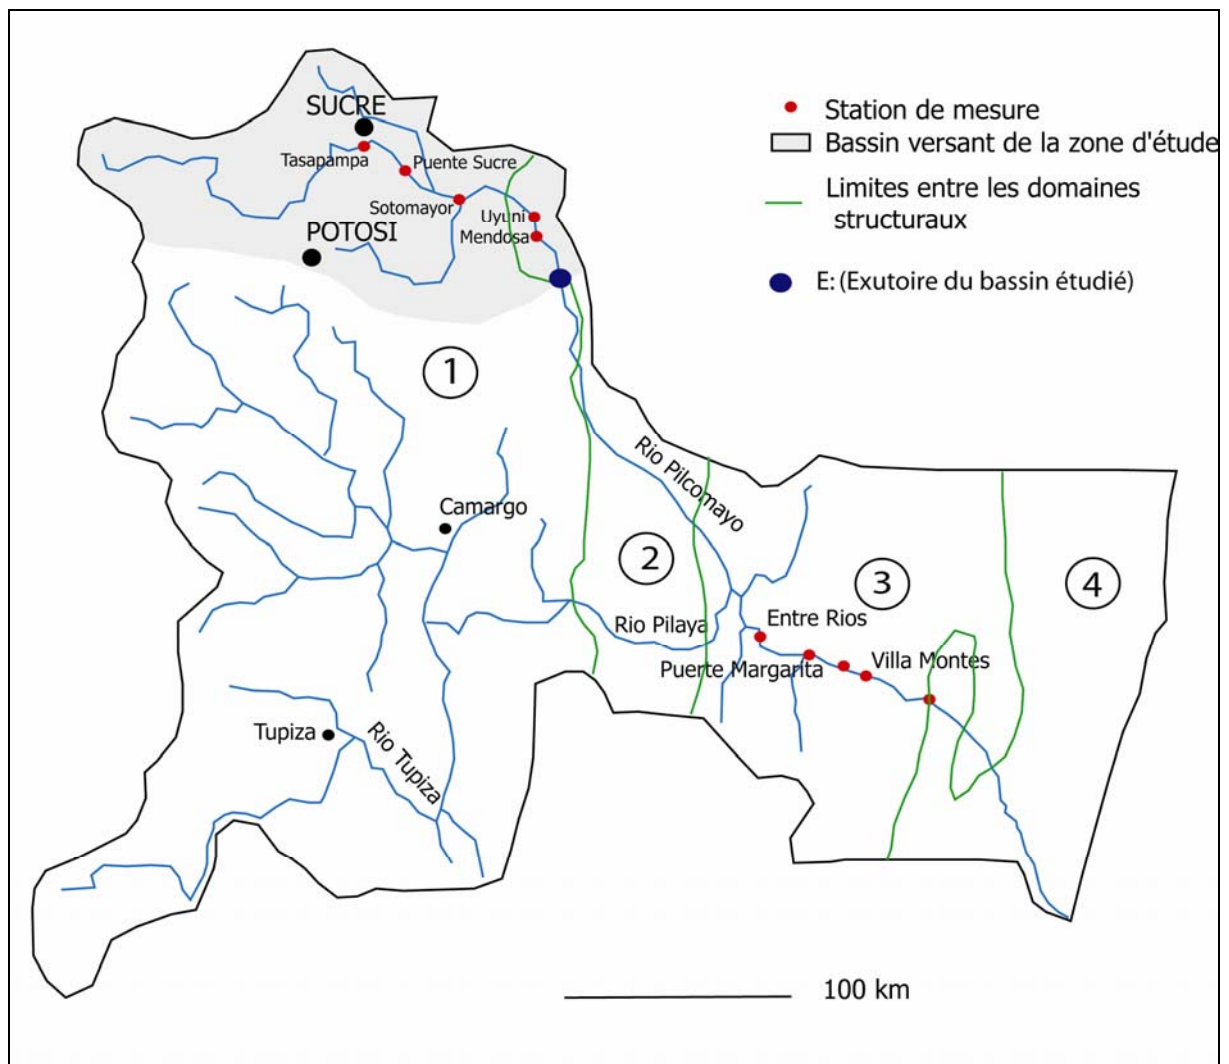 SUCRE
Tasapampa
Puente Sucre
Sotomayor
Uyuni
Mendosa
POTOSI
Station de mesure
Bassin versant de la zone d'étude
Limites entre les domaines
structuraux
E: (Exutoire du bassin étudié)
1
Rio Pilcomayo
Camargo
2
3
4
Rio Pilaya
Entre Rios
Puerte Margarita
Villa Montes
Tupiza
Rio Tupiza
100 km